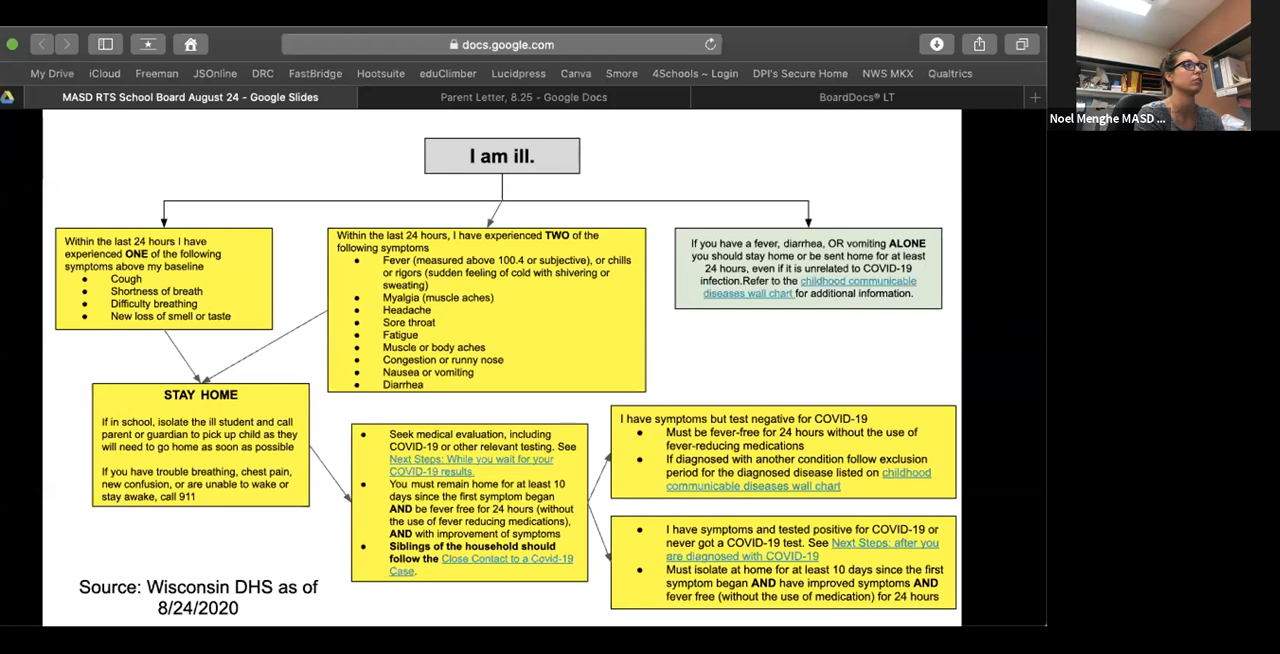 docs.google.com
My Drive iCloud Freeman JSOnline DRC FastBridge Hootsuite eduClimber Lucidpress Canva Smore 4Schools ~ Login DPI's Secure Home NWS MKX Qualtrics
MASD RTS School Board August 24 - Google Slides
Parent Letter, 8.25 - Google Docs
BoardDocs® LT
Noel Menghe MASD ...
I am ill.
Within the last 24 hours I have
experienced ONE of the following
symptoms above my baseline
● Cough
● Shortness of breath
● Difficulty breathing
● New loss of smell or taste
Within the last 24 hours, I have experienced TWO of the
following symptoms
● Fever (measured above 100.4 or subjective), or chills
or rigors (sudden feeling of cold with shivering or
sweating)
● Myalgia (muscle aches)
● Headache
● Sore throat
● Fatigue
● Muscle or body aches
● Congestion or runny nose
● Nausea or vomiting
● Diarrhea
If you have a fever, diarrhea, OR vomiting ALONE
you should stay home or be sent home for at least
24 hours, even if it is unrelated to COVID-19
infection.Refer to the childhood communicable
diseases wall chart for additional information.
STAY HOME
If in school, isolate the ill student and call
parent or guardian to pick up child as they
will need to go home as soon as possible
If you have trouble breathing, chest pain,
new confusion, or are unable to wake or
stay awake, call 911
● Seek medical evaluation, including
COVID-19 or other relevant testing. See
Next Steps: While you wait for your
COVID-19 results.
● You must remain home for at least 10
days since the first symptom began
AND be fever free for 24 hours (without
the use of fever reducing medications),
AND with improvement of symptoms
● Siblings of the household should
follow the Close Contact to a Covid-19
Case.
I have symptoms but test negative for COVID-19
● Must be fever-free for 24 hours without the use of
fever-reducing medications
● If diagnosed with another condition follow exclusion
period for the diagnosed disease listed on childhood
communicable diseases wall chart
● I have symptoms and tested positive for COVID-19 or
never got a COVID-19 test. See Next Steps: after you
are diagnosed with COVID-19
● Must isolate at home for at least 10 days since the first
symptom began AND have improved symptoms AND
fever free (without the use of medication) for 24 hours
Source: Wisconsin DHS as of
8/24/2020